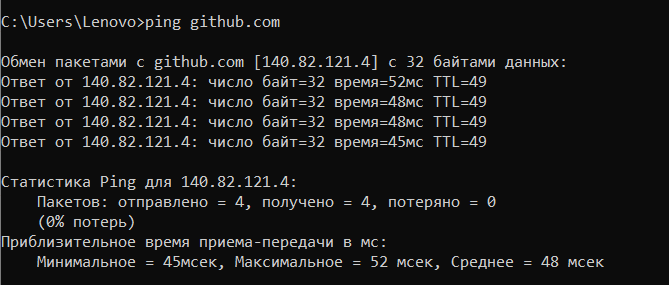 C:\Users\Lenovo>ping github.com
Обмен пакетами с github.com [140.82.121.4] с 32 байтами данных:
Ответ от 140.82.121.4: число байт=32 время=52мс TTL=49
Ответ от 140.82.121.4: число байт=32 время=48мс TTL=49
Ответ от 140.82.121.4: число байт=32 время=48мс TTL=49
Ответ от 140.82.121.4: число байт=32 время=45мс TTL=49
Статистика Ping для 140.82.121.4:
Пакетов: отправлено = 4, получено = 4, потеряно = 0
(0% потерь)
Приблизительное время приема-передачи в мс:
Минимальное = 45мсек, Максимальное = 52 мсек, Среднее = 48 мсек